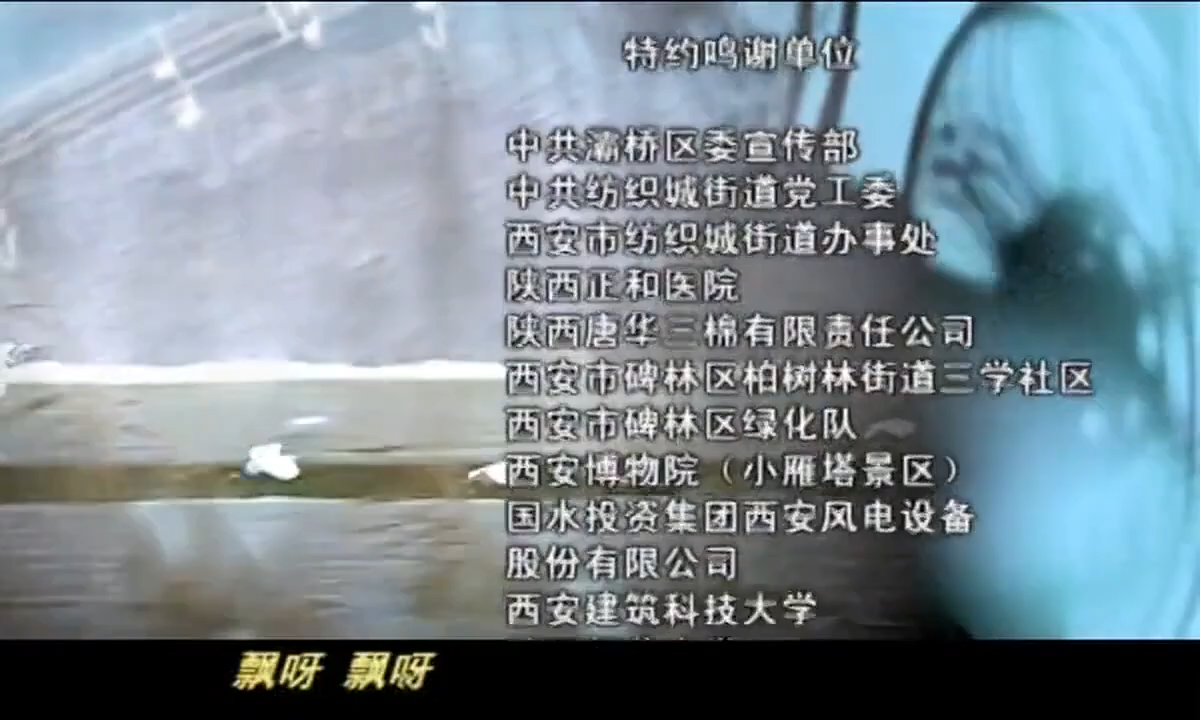 特约鸣谢单位
中共灞桥区委宣传部
中共纺织城街道党工委
西安市纺织城街道办事处
陕西正和医院
陕西唐华三棉有限责任公司
西安市碑林区柏树林街道三学社区
西安市碑林区绿化队
西安博物院（小雁塔景区）
国水投资集团西安风电设备
股份有限公司
西安建筑科技大学
飘呀 飘呀